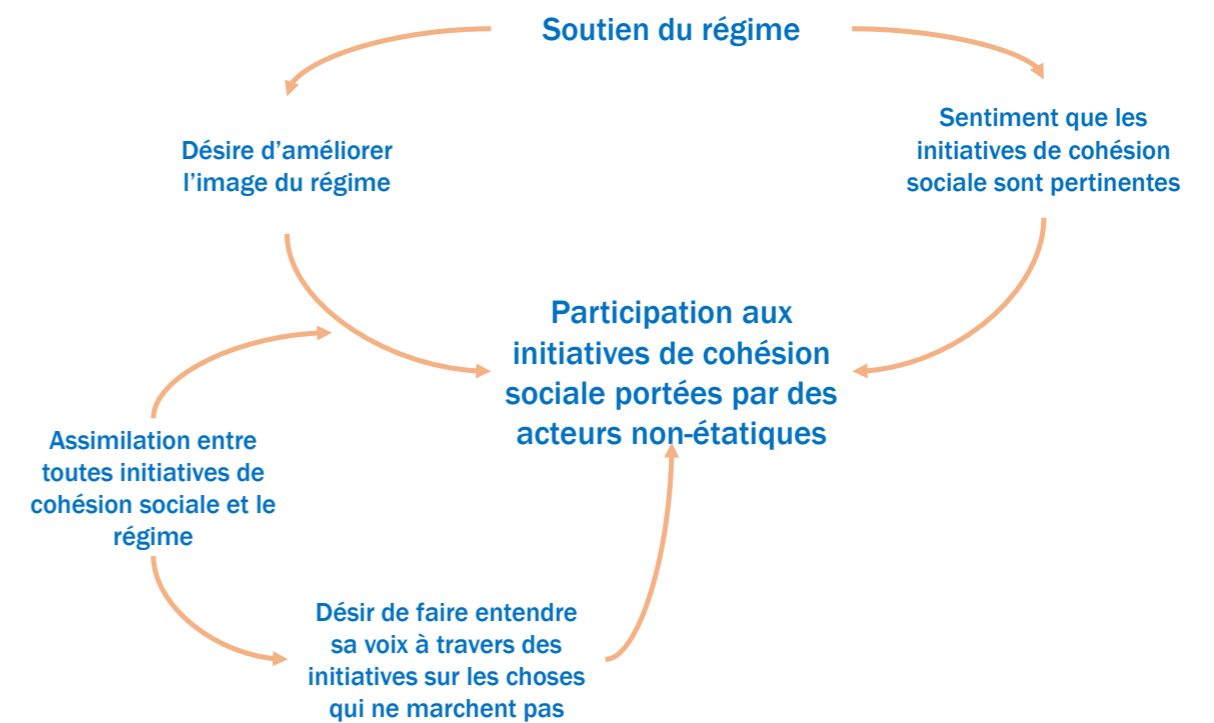 Soutien du régime
Désire d’améliorer
l’image du régime
Sentiment que les
initiatives de cohésion
sociale sont pertinentes
Participation aux
initiatives de cohésion
sociale portées par des
acteurs non-étatiques
Assimilation entre
toutes initiatives de
cohésion sociale et le
régime
Désir de faire entendre
sa voix à travers des
initiatives sur les choses
qui ne marchent pas